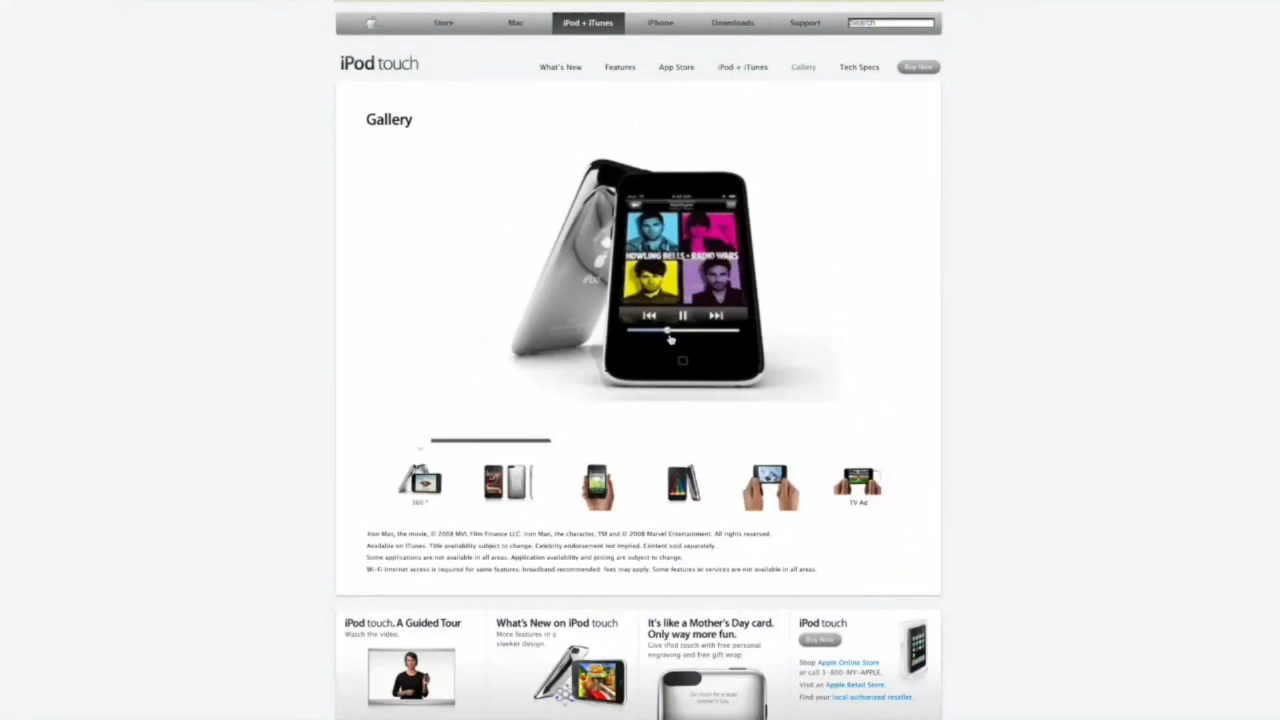 Store Mac iPod + iTunes iPhone Downloads Support Search
iPod touch
What's New Features App Store iPod + iTunes Gallery Tech Specs Buy Now
Gallery
HOWLING BELLS • RADIO WARS
iPod
360 °
TV Ad
Iron Man, the movie, © 2008 MVL Film Finance LLC. Iron Man, the character, TM and © 2008 Marvel Entertainment. All rights reserved.
Available on iTunes. Title availability subject to change. Celebrity endorsement not implied. Content sold separately.
Some applications are not available in all areas. Application availability and pricing are subject to change.
Wi-Fi Internet access is required for some features; broadband recommended; fees may apply. Some features or services are not available in all areas.
iPod touch. A Guided Tour
Watch the video.
What's New on iPod touch
More features in a
sleeker design.
It's like a Mother's Day card.
Only way more fun.
Give iPod touch with free personal
engraving and free gift wrap
Mother's Day.
iPod touch
Buy Now
Shop Apple Online Store
or call 1-800-MY-APPLE.
Visit an Apple Retail Store.
Find your local authorized reseller.